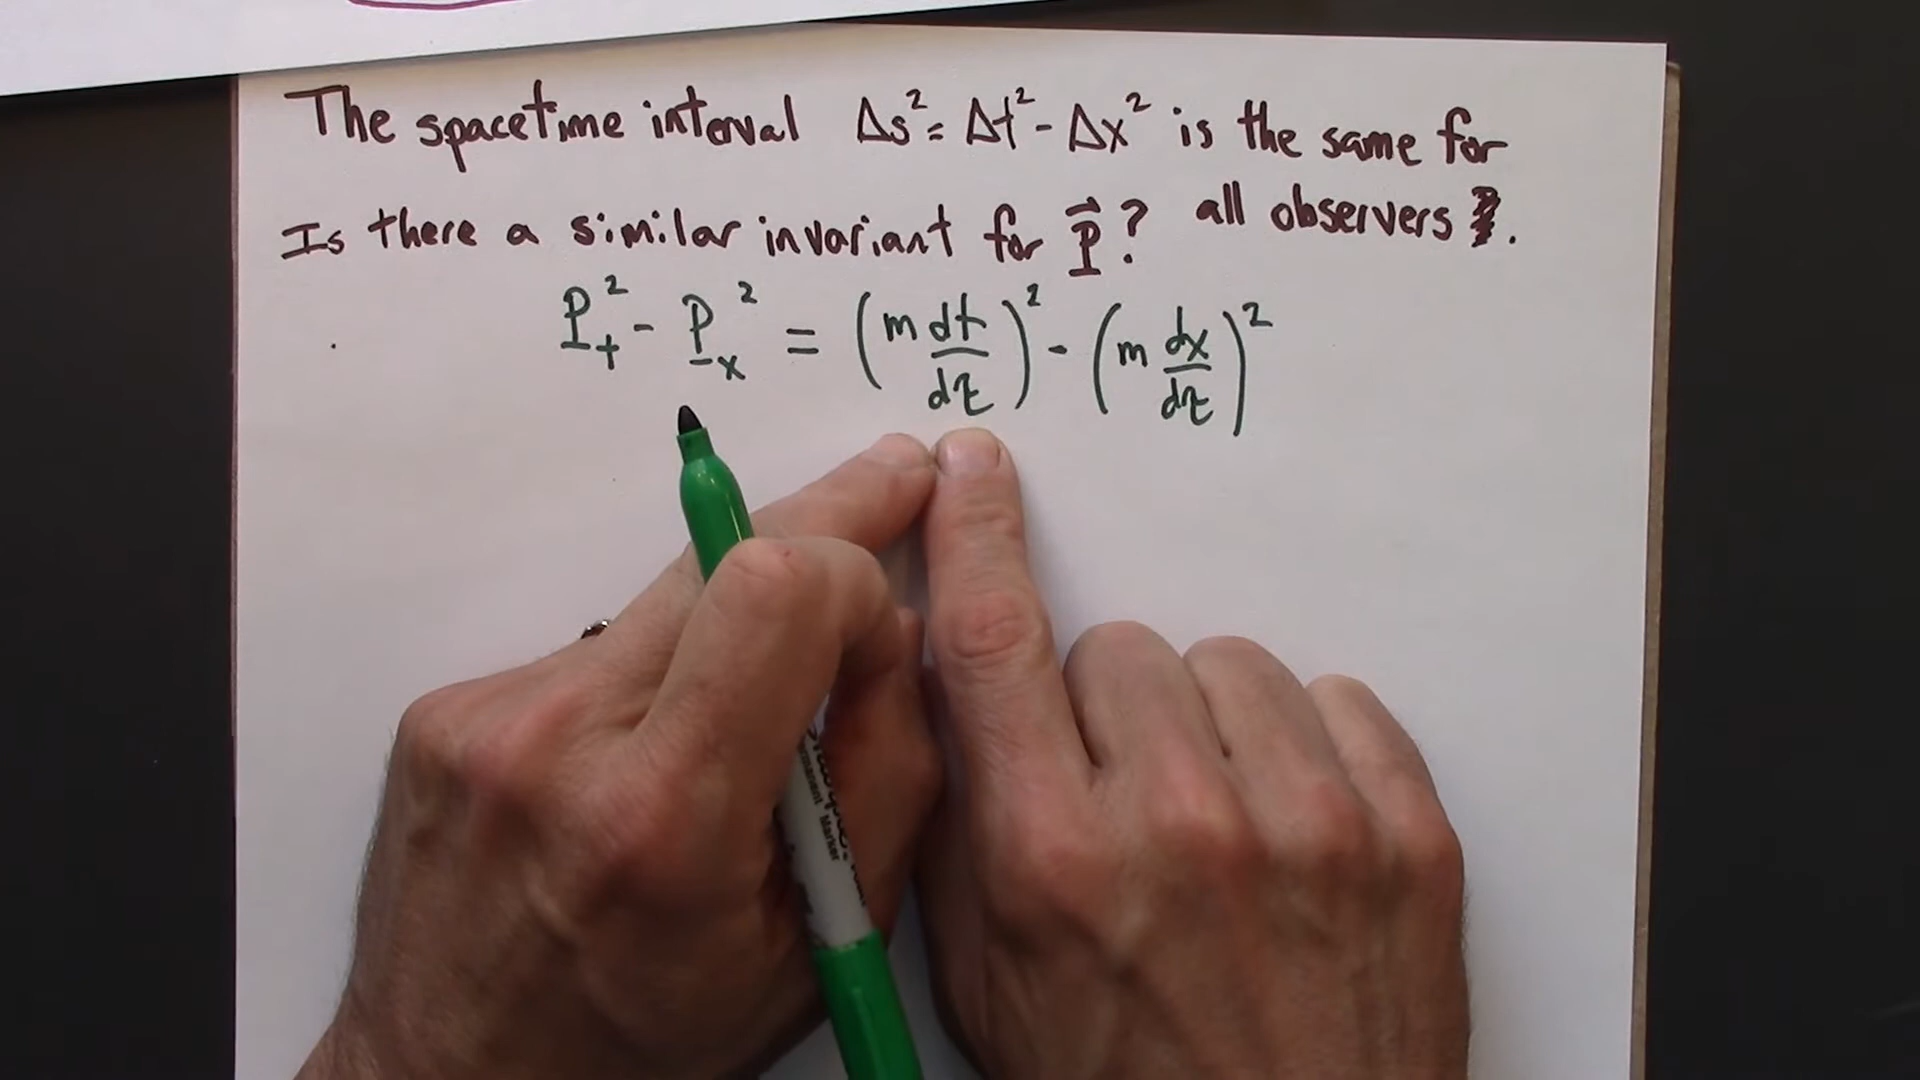 The spacetime interval Δs² = Δt² - Δx² is the same for
all observers.
Is there a similar invariant for P⃗?
P_t² - P_x² = (m dt/dτ)² - (m dx/dτ)²
Marker